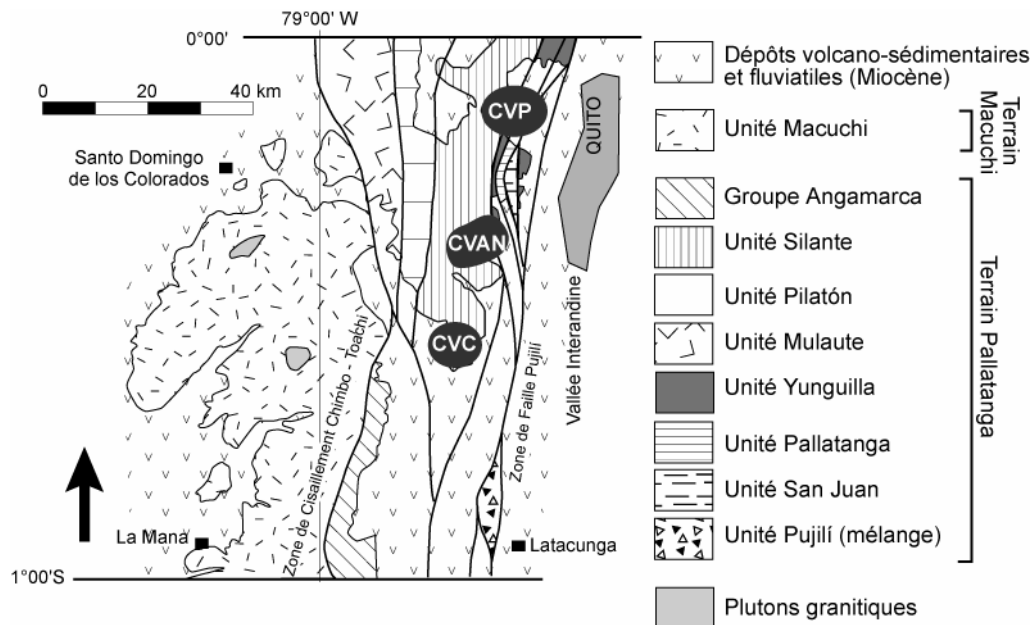 79°00' W
0°00'
0 20 40 km
Santo Domingo
de los Colorados
CVP
QUITO
CVAN
CVC
Vallée Interandine
Zone de Faille Pujilí
Zone de Cisaillement Chimbo - Toachi
La Mana
Latacunga
1°00'S
Dépôts volcano-sédimentaires
et fluviatiles (Miocène)
Unité Macuchi
Terrain
Macuchi
Groupe Angamarca
Unité Silante
Unité Pilatón
Unité Mulaute
Unité Yunguilla
Unité Pallatanga
Unité San Juan
Unité Pujilí (mélange)
Terrain Pallatanga
Plutons granitiques